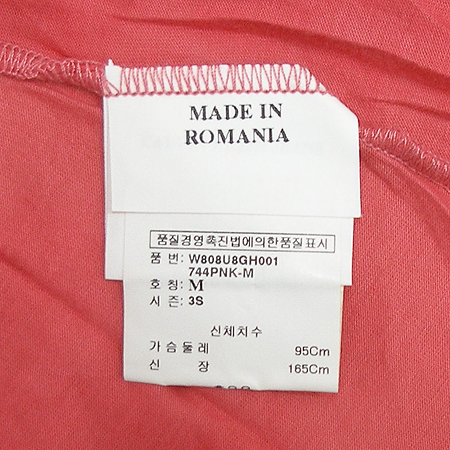 MADE IN
ROMANIA
품질경영촉진법에의한품질표시
품 번: W808U8GH001
744PNK-M
호 칭: M
시 즌: 3S
신체치수
가슴둘레 95Cm
신 장 165Cm